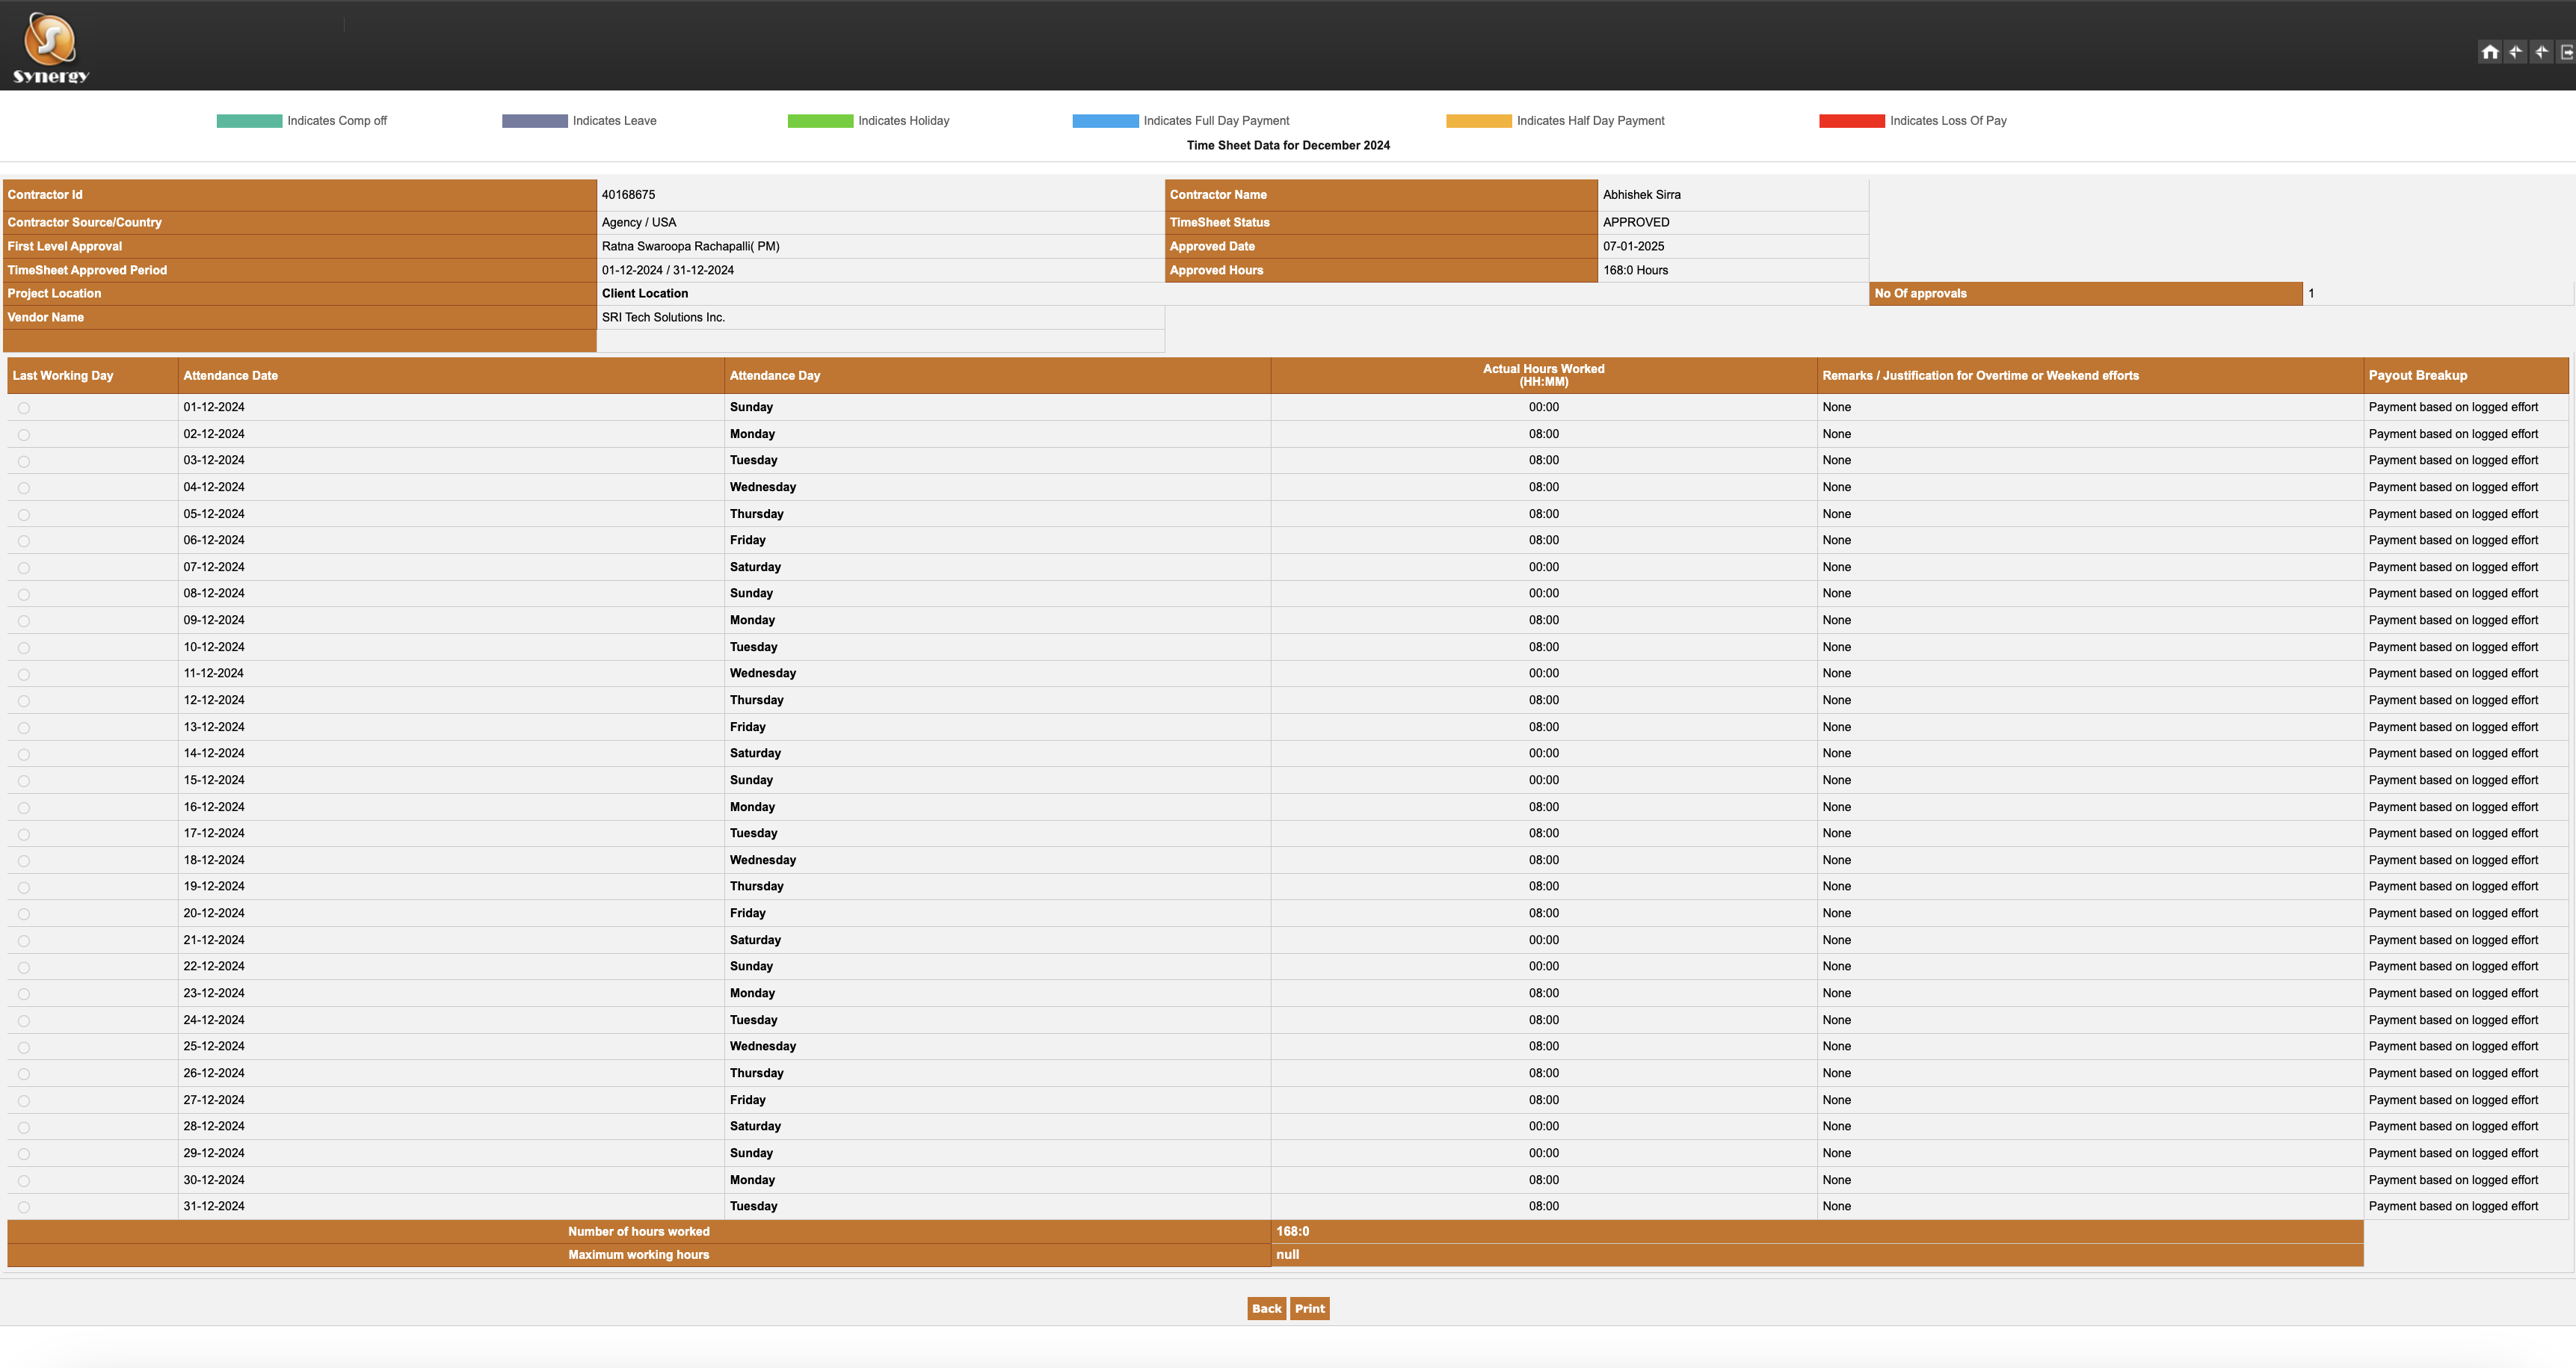 Synergy
Indicates Comp off Indicates Leave Indicates Holiday Indicates Full Day Payment Indicates Half Day Payment Indicates Loss Of Pay
Time Sheet Data for December 2024
Contractor Id 40168675 Contractor Name Abhishek Sirra
Contractor Source/Country Agency / USA TimeSheet Status APPROVED
First Level Approval Ratna Swaroopa Rachapalli( PM) Approved Date 07-01-2025
TimeSheet Approved Period 01-12-2024 / 31-12-2024 Approved Hours 168:0 Hours
Project Location Client Location No Of approvals 1
Vendor Name SRI Tech Solutions Inc.
Last Working Day Attendance Date Attendance Day Actual Hours Worked (HH:MM) Remarks / Justification for Overtime or Weekend efforts Payout Breakup
01-12-2024 Sunday 00:00 None Payment based on logged effort
02-12-2024 Monday 08:00 None Payment based on logged effort
03-12-2024 Tuesday 08:00 None Payment based on logged effort
04-12-2024 Wednesday 08:00 None Payment based on logged effort
05-12-2024 Thursday 08:00 None Payment based on logged effort
06-12-2024 Friday 08:00 None Payment based on logged effort
07-12-2024 Saturday 00:00 None Payment based on logged effort
08-12-2024 Sunday 00:00 None Payment based on logged effort
09-12-2024 Monday 08:00 None Payment based on logged effort
10-12-2024 Tuesday 08:00 None Payment based on logged effort
11-12-2024 Wednesday 00:00 None Payment based on logged effort
12-12-2024 Thursday 08:00 None Payment based on logged effort
13-12-2024 Friday 08:00 None Payment based on logged effort
14-12-2024 Saturday 00:00 None Payment based on logged effort
15-12-2024 Sunday 00:00 None Payment based on logged effort
16-12-2024 Monday 08:00 None Payment based on logged effort
17-12-2024 Tuesday 08:00 None Payment based on logged effort
18-12-2024 Wednesday 08:00 None Payment based on logged effort
19-12-2024 Thursday 08:00 None Payment based on logged effort
20-12-2024 Friday 08:00 None Payment based on logged effort
21-12-2024 Saturday 00:00 None Payment based on logged effort
22-12-2024 Sunday 00:00 None Payment based on logged effort
23-12-2024 Monday 08:00 None Payment based on logged effort
24-12-2024 Tuesday 08:00 None Payment based on logged effort
25-12-2024 Wednesday 08:00 None Payment based on logged effort
26-12-2024 Thursday 08:00 None Payment based on logged effort
27-12-2024 Friday 08:00 None Payment based on logged effort
28-12-2024 Saturday 00:00 None Payment based on logged effort
29-12-2024 Sunday 00:00 None Payment based on logged effort
30-12-2024 Monday 08:00 None Payment based on logged effort
31-12-2024 Tuesday 08:00 None Payment based on logged effort
Number of hours worked 168:0
Maximum working hours null
Back Print